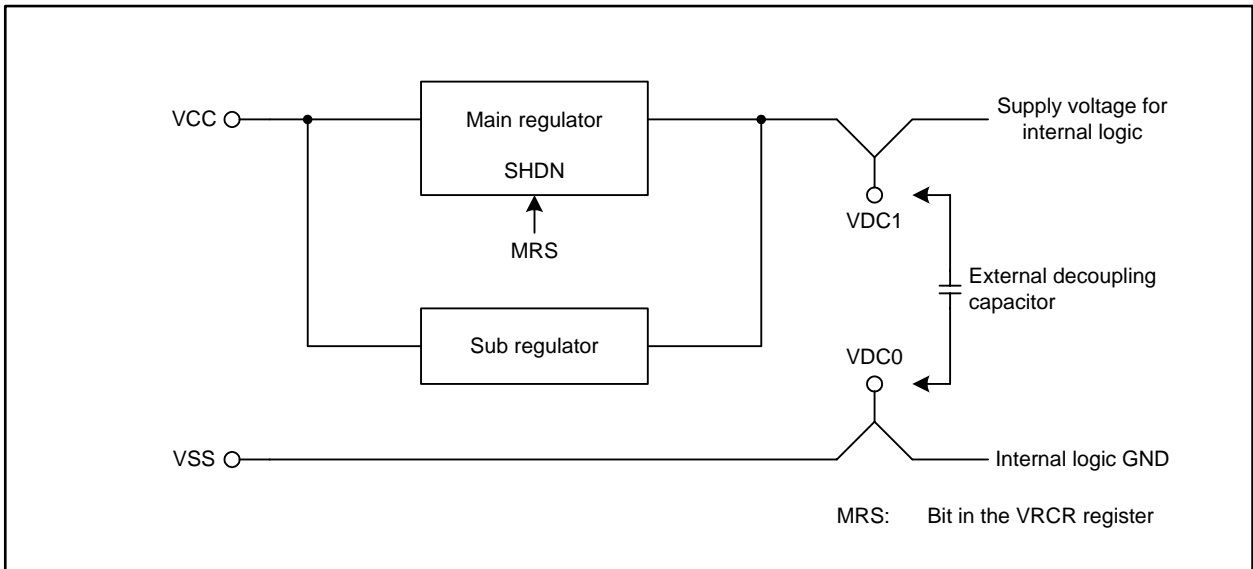 VCC
Main regulator
SHDN
MRS
Sub regulator
Supply voltage for
internal logic
VDC1
External decoupling
capacitor
VDC0
VSS
Internal logic GND
MRS: Bit in the VRCR register